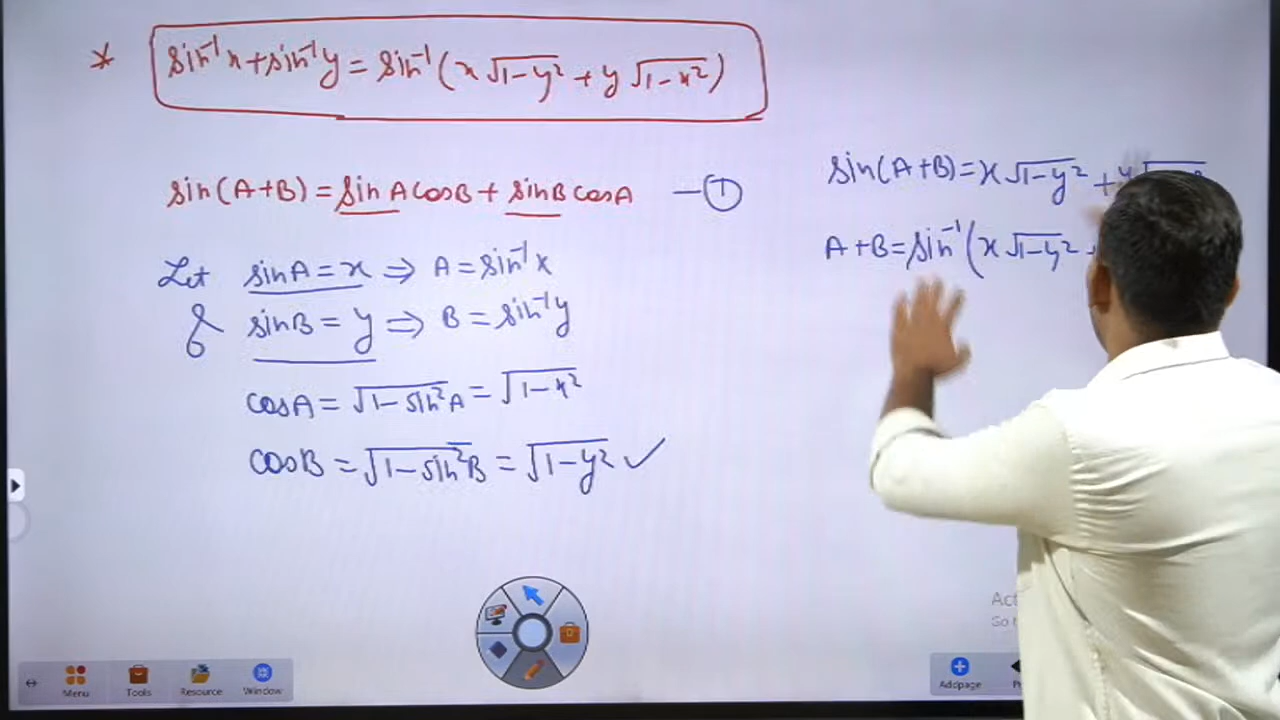 * sin⁻¹x+sin⁻¹y = sin⁻¹(x√1-y² + y√1-x²)
sin(A+B) = sinA cosB + sinB cosA —①
Let sinA = x ⇒ A = sin⁻¹x
& sinB = y ⇒ B = sin⁻¹y
cosA = √1-sin²A = √1-x²
cosB = √1-sin²B = √1-y² ✓
sin(A+B) = x√1-y² + y
A+B = sin⁻¹(x√1-y²
Menu
Tools
Resource
Window
Addpage